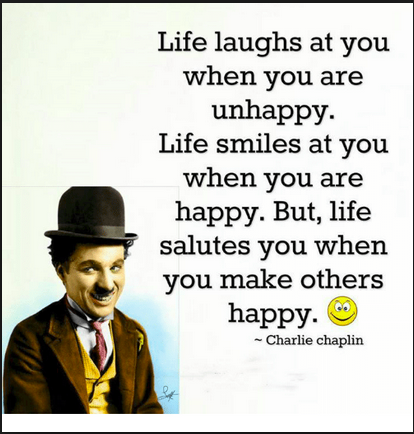 Life laughs at you
when you are
unhappy.
Life smiles at you
when you are
happy. But, life
salutes you when
you make others
happy.
~ Charlie chaplin